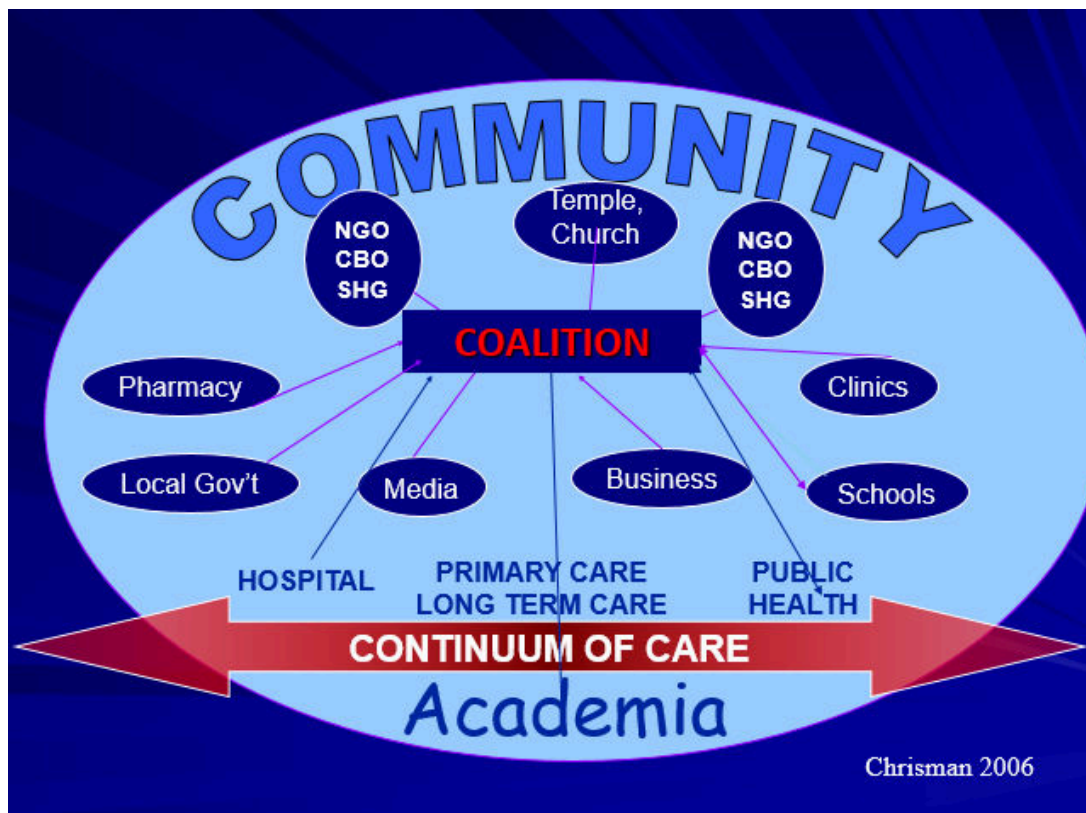 COMMUNITY
NGO
CBO
SHG
Temple,
Church
NGO
CBO
SHG
COALITION
Pharmacy
Clinics
Local Gov't
Media
Business
Schools
HOSPITAL
PRIMARY CARE
LONG TERM CARE
PUBLIC
HEALTH
CONTINUUM OF CARE
Academia
Chrisman 2006